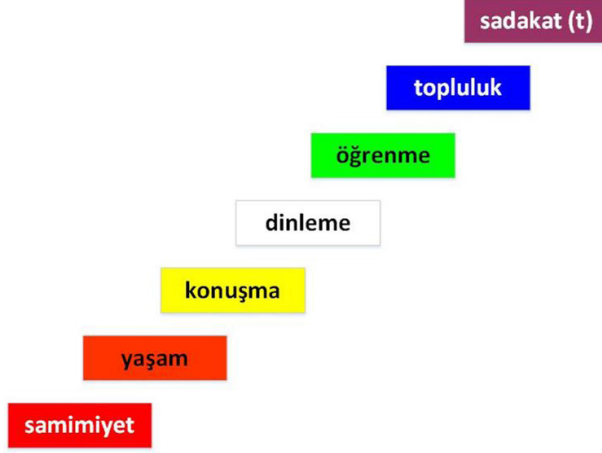 sadakat (t)
topluluk
öğrenme
dinleme
konuşma
yaşam
samimiyet